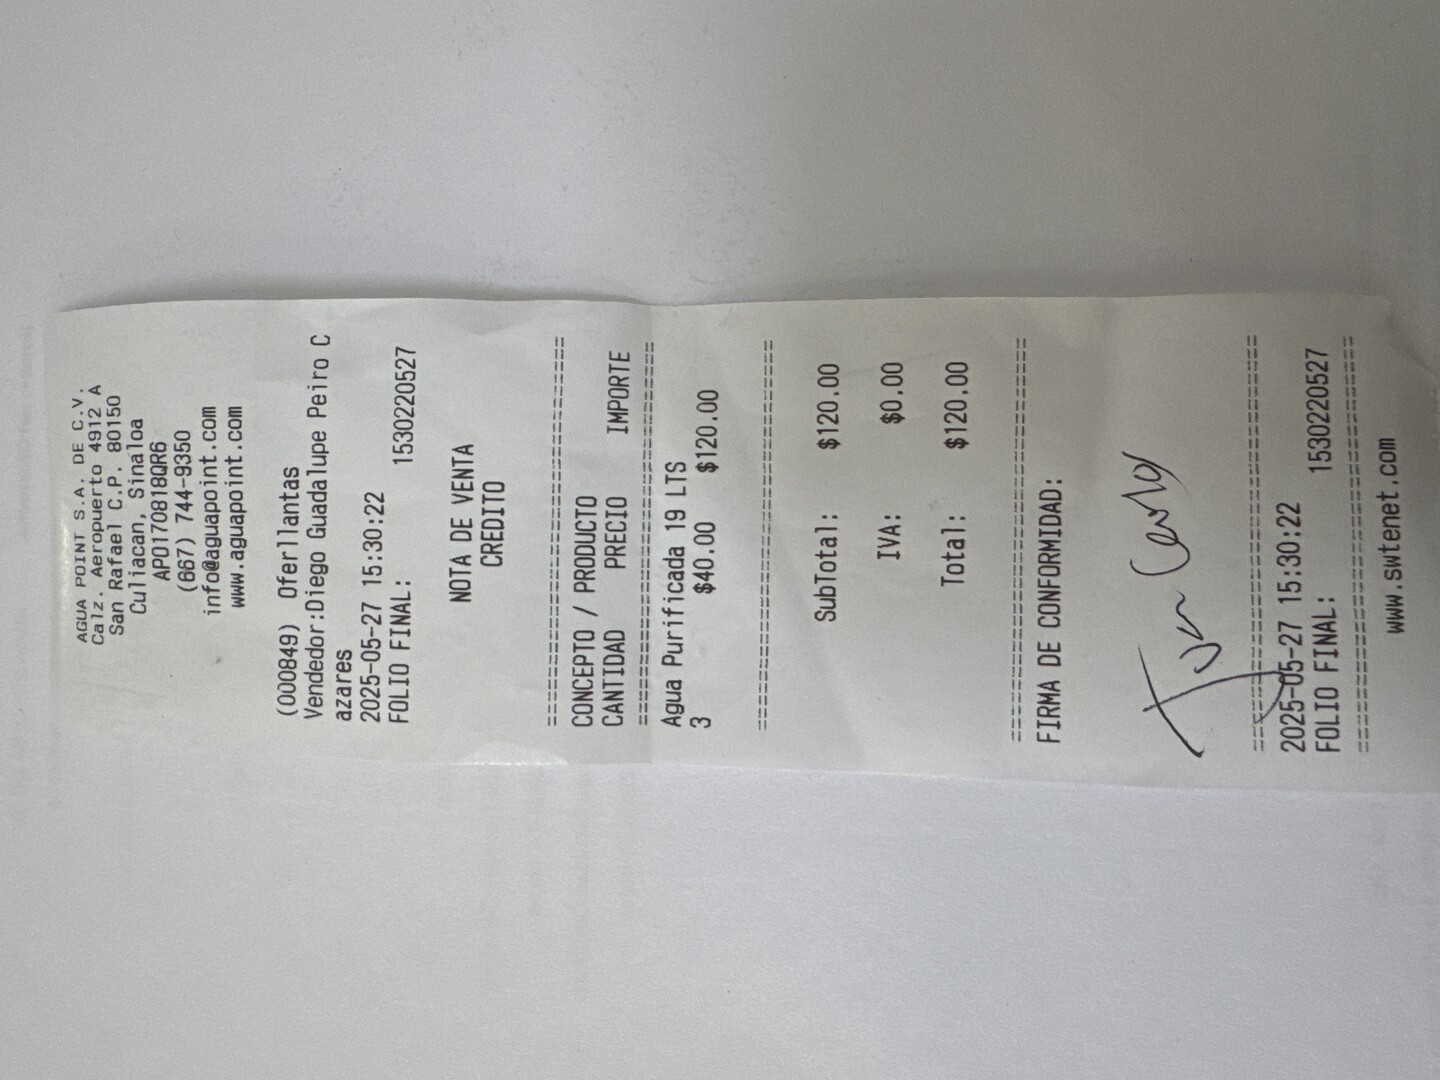 AGUA POINT S.A. DE C.V.
Calz. Aeropuerto 4912 A
San Rafael C.P. 80150
Culiacan, Sinaloa
APO170818QR6
(667) 744-9350
info@aguapoint.com
www.aguapoint.com
(000849) Oferllantas
Vendedor:Diego Guadalupe Peiro C
azares
2025-05-27 15:30:22
FOLIO FINAL: 1530220527
NOTA DE VENTA
CREDITO
================================
CONCEPTO / PRODUCTO
CANTIDAD PRECIO IMPORTE
================================
Agua Purificada 19 LTS
3 $40.00 $120.00
================================
SubTotal: $120.00
IVA: $0.00
Total: $120.00
================================
FIRMA DE CONFORMIDAD:
Juan Carlos
================================
2025-05-27 15:30:22
FOLIO FINAL: 1530220527
================================
www.swtenet.com